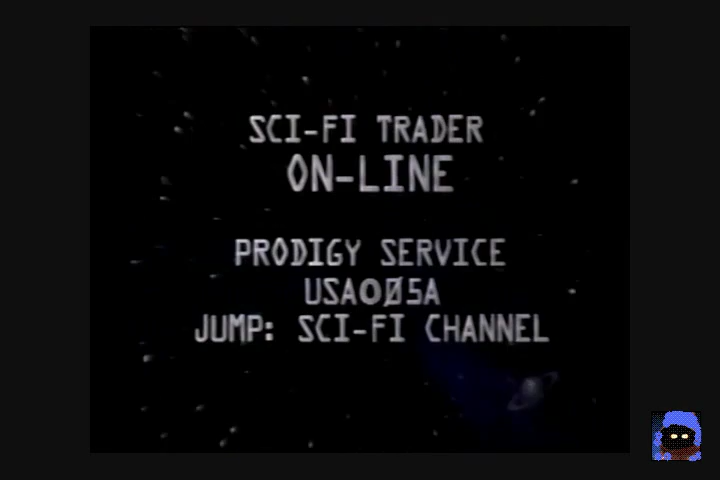 SCI-FI TRADER
ON-LINE
PRODIGY SERVICE
USAOØ5A
JUMP: SCI-FI CHANNEL